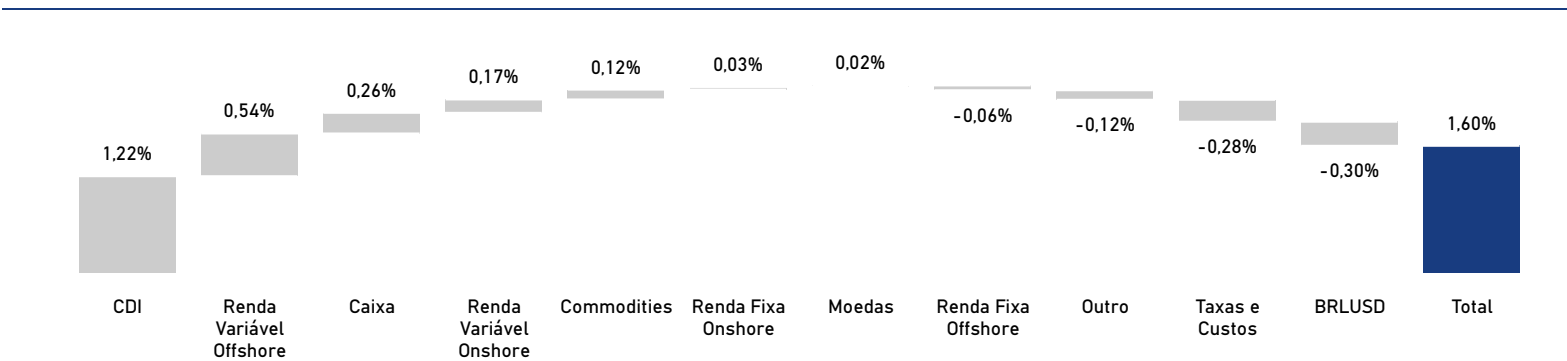 1,22%
0,54%
0,26%
0,17%
0,12%
0,03%
0,02%
-0,06%
-0,12%
-0,28%
-0,30%
1,60%
CDI
Renda
Variável
Offshore
Caixa
Renda
Variável
Onshore
Commodities
Renda Fixa
Onshore
Moedas
Renda Fixa
Offshore
Outro
Taxas e
Custos
BRLUSD
Total